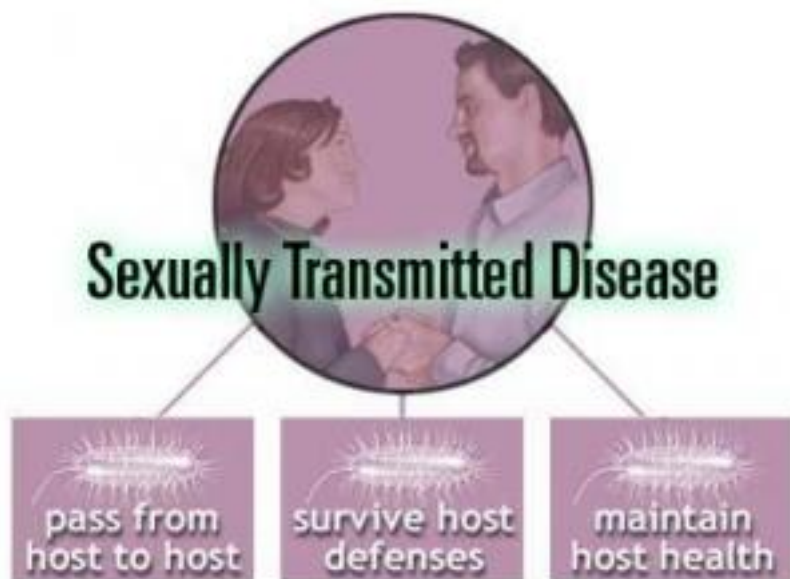 Sexually Transmitted Disease
pass from
host to host
survive host
defenses
maintain
host health